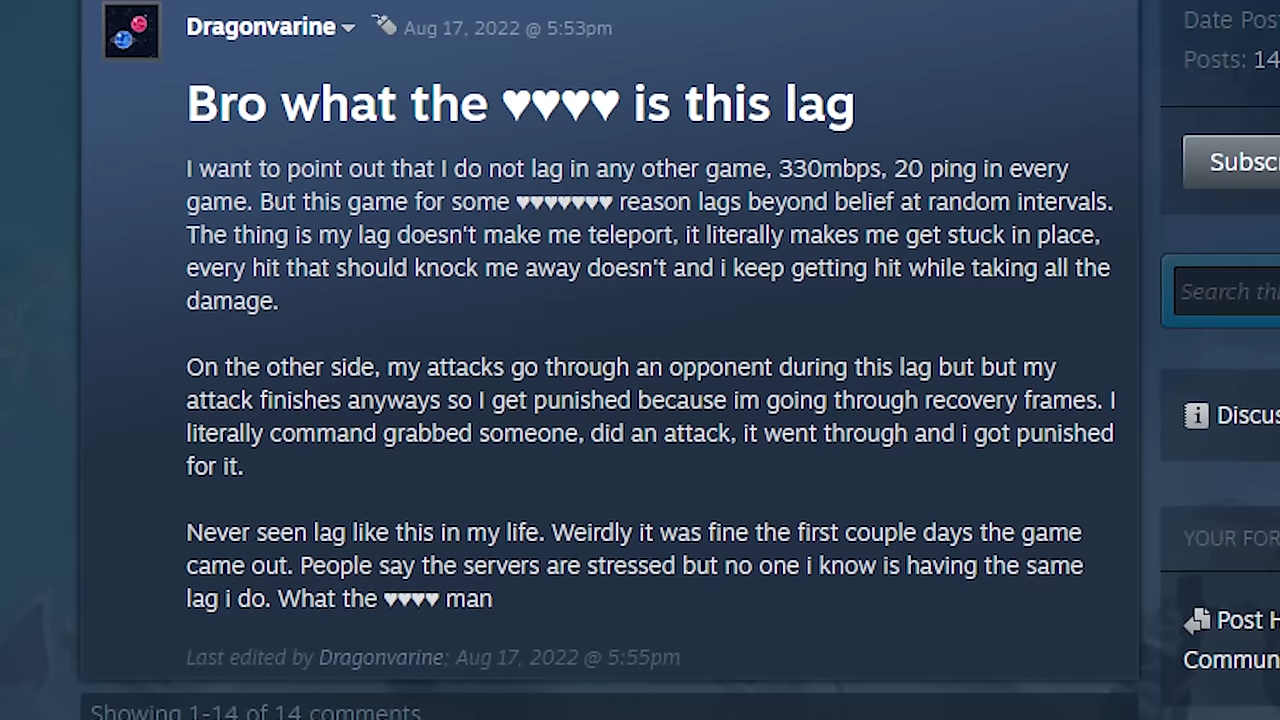 Dragonvarine Aug 17, 2022 @ 5:53pm
Bro what the ♥♥♥♥ is this lag
I want to point out that I do not lag in any other game, 330mbps, 20 ping in every
game. But this game for some ♥♥♥♥♥♥♥ reason lags beyond belief at random intervals.
The thing is my lag doesn't make me teleport, it literally makes me get stuck in place,
every hit that should knock me away doesn't and i keep getting hit while taking all the
damage.
On the other side, my attacks go through an opponent during this lag but but my
attack finishes anyways so I get punished because im going through recovery frames. I
literally command grabbed someone, did an attack, it went through and i got punished
for it.
Never seen lag like this in my life. Weirdly it was fine the first couple days the game
came out. People say the servers are stressed but no one i know is having the same
lag i do. What the ♥♥♥♥ man
Last edited by Dragonvarine; Aug 17, 2022 @ 5:55pm
Showing 1-14 of 14 comments
Date Pos
Posts: 14
Subsc
Search thi
Discus
YOUR FOR
Post H
Commun